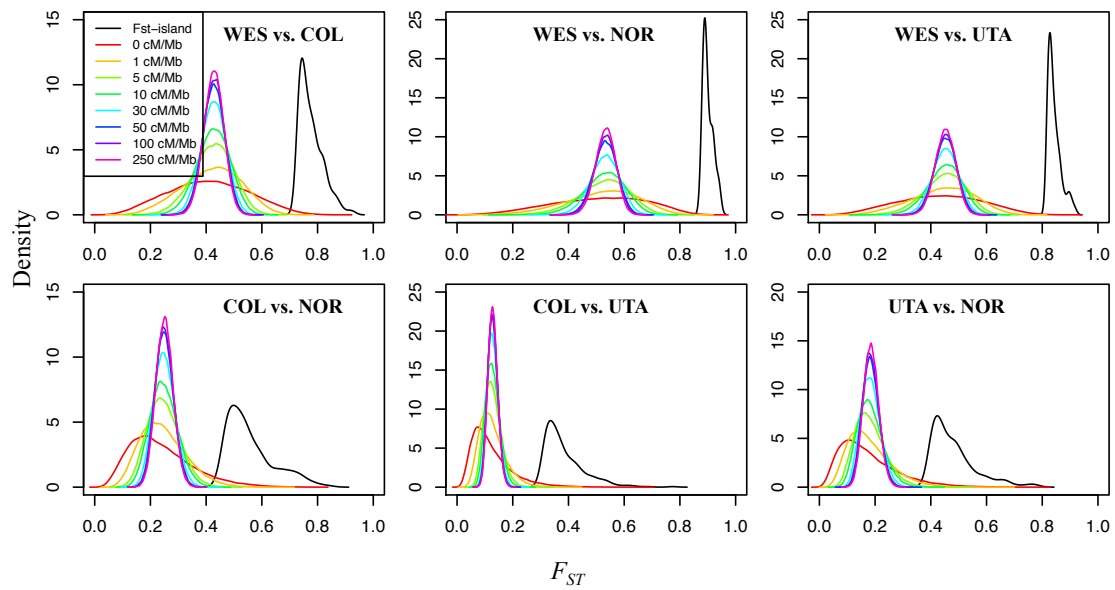 WES vs. COL
Fst−island
0 cM/Mb
1 cM/Mb
5 cM/Mb
10 cM/Mb
30 cM/Mb
50 cM/Mb
100 cM/Mb
250 cM/Mb
15
10
5
0
0.0 0.2 0.4 0.6 0.8 1.0
WES vs. NOR
25
20
15
10
5
0
0.0 0.2 0.4 0.6 0.8 1.0
WES vs. UTA
25
20
15
10
5
0
0.0 0.2 0.4 0.6 0.8 1.0
Density
COL vs. NOR
15
10
5
0
0.0 0.2 0.4 0.6 0.8 1.0
COL vs. UTA
25
20
15
10
5
0
0.0 0.2 0.4 0.6 0.8 1.0
UTA vs. NOR
20
15
10
5
0
0.0 0.2 0.4 0.6 0.8 1.0
F_ST